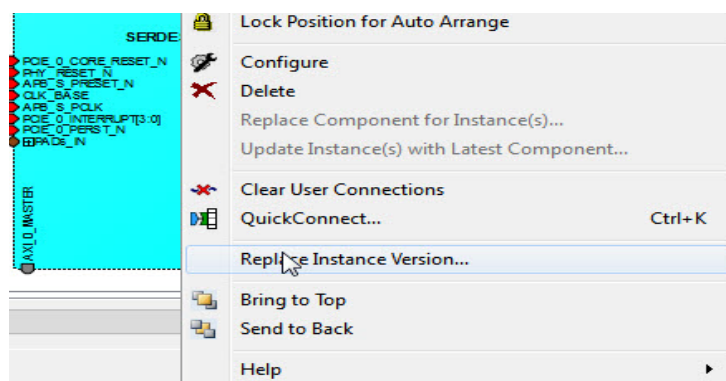 SERDE
PCIE_0_CORE_RESET_N
PHY_RESET_N
APB_S_PRESET_N
CLK_BASE
APB_S_PCLK
PCIE_0_INTERRUPT[3:0]
PCIE_0_PERST_N
PADs_IN
AXI_0_MASTER
Lock Position for Auto Arrange
Configure
Delete
Replace Component for Instance(s)...
Update Instance(s) with Latest Component...
Clear User Connections
QuickConnect... Ctrl+K
Replace Instance Version...
Bring to Top
Send to Back
Help